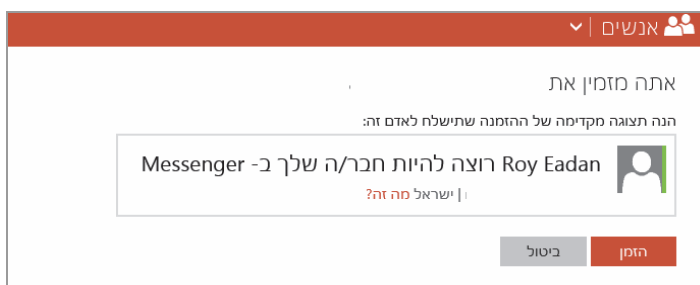 אנשים
אתה מזמין את
הנה תצוגה מקדימה של ההזמנה שתישלח לאדם זה:
Roy Eadan רוצה להיות חבר/ה שלך ב- Messenger
| ישראל מה זה?
הזמן ביטול